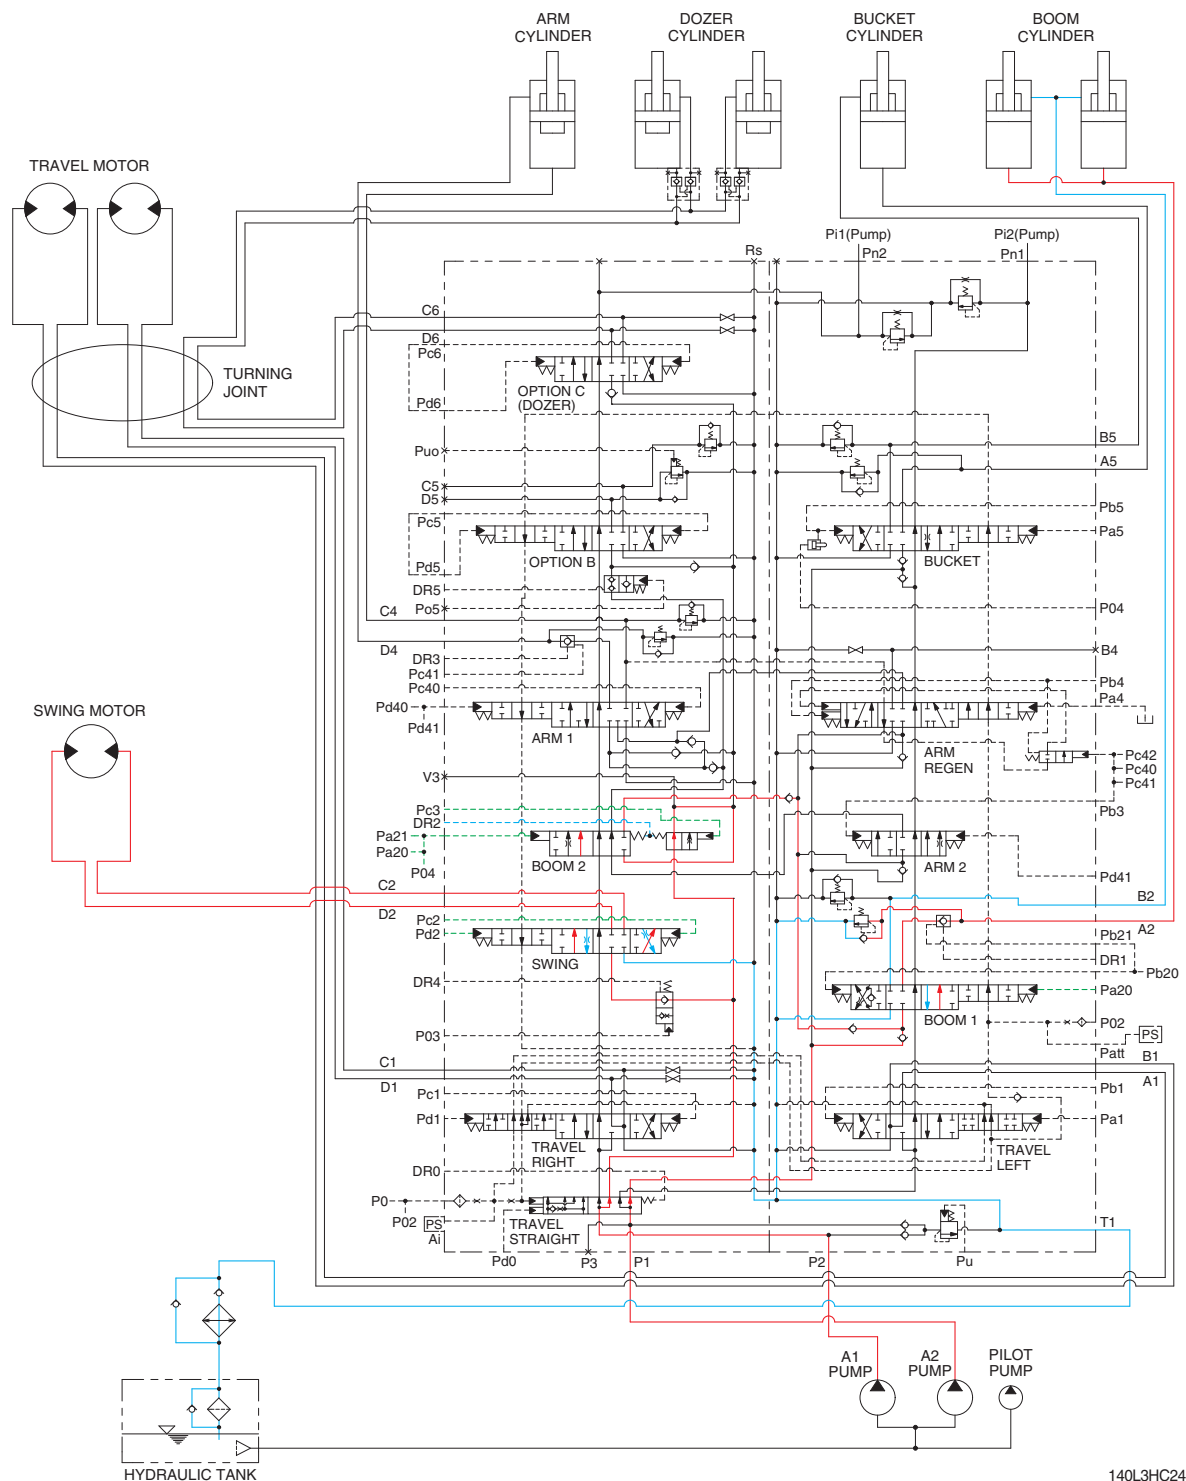 ARM
CYLINDER
DOZER
CYLINDER
BUCKET
CYLINDER
BOOM
CYLINDER
TRAVEL MOTOR
Rs
Pi1(Pump)
Pn2
Pi2(Pump)
Pn1
C6
D6
Pc6
TURNING
JOINT
OPTION C
(DOZER)
Pd6
Puo
B5
A5
C5
D5
Pb5
Pc5
Pa5
OPTION B
BUCKET
Pd5
DR5
Po5
P04
C4
D4
B4
DR3
Pc41
Pc40
Pb4
Pa4
Pd40
Pd41
SWING MOTOR
ARM 1
ARM
REGEN
Pc42
Pc40
Pc41
V3
Pc3
DR2
Pb3
Pa21
Pa20
P04
BOOM 2
ARM 2
Pd41
C2
D2
B2
A2
Pc2
Pd2
Pb21
SWING
DR1
Pb20
DR4
Pa20
BOOM 1
P03
P02
PS
Patt
C1
D1
B1
A1
Pc1
Pb1
Pd1
Pa1
TRAVEL
RIGHT
TRAVEL
LEFT
DR0
P0
P02
PS
Ai
TRAVEL
STRAIGHT
T1
Pd0
P3
P1
P2
Pu
A1
PUMP
A2
PUMP
PILOT
PUMP
HYDRAULIC TANK
140L3HC24